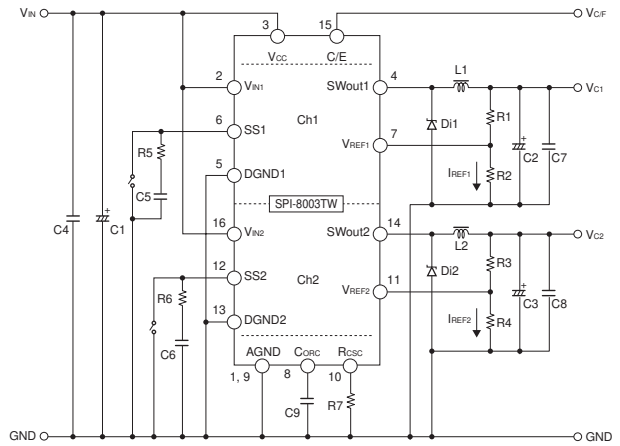 VIN
3
15
VC/F
VCC
C/E
2
VIN1
SWout1
4
L1
VC1
Ch1
Di1
R1
6
SS1
VREF1
7
C2
C7
R5
IREF1
R2
5
DGND1
C5
SPI-8003TW
C4
C1
16
VIN2
SWout2
14
L2
VC2
12
SS2
Ch2
Di2
R3
VREF2
11
C3
C8
R6
IREF2
R4
13
DGND2
C6
AGND
CORC
RCSC
1, 9
8
10
C9
R7
GND
GND